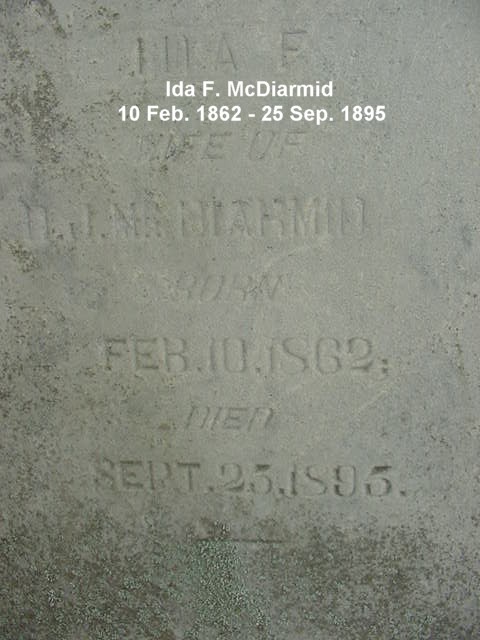 IDA F.
Ida F. McDiarmid
10 Feb. 1862 - 25 Sep. 1895
WIFE OF
D. J. McDIARMID
BORN
FEB. 10. 1862;
DIED
SEPT. 25, 1895.